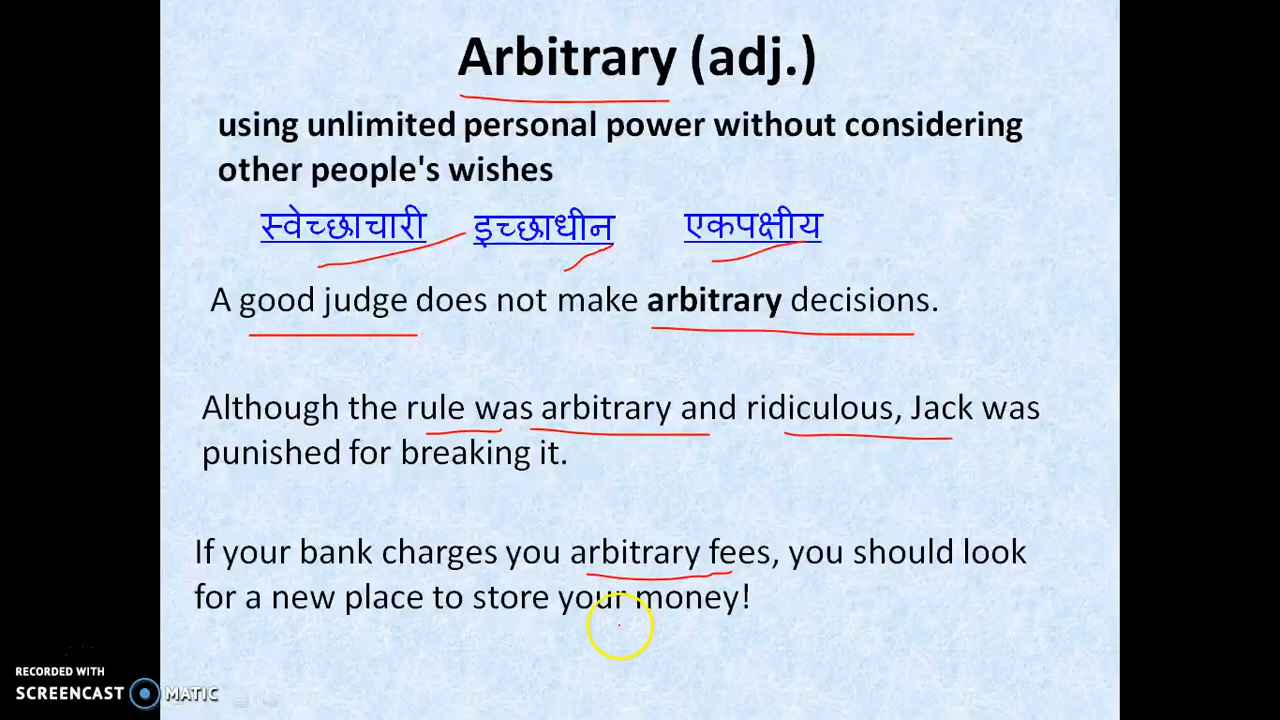 Arbitrary (adj.)
using unlimited personal power without considering
other people's wishes
स्वेच्छाचारी इच्छाधीन एकपक्षीय
A good judge does not make arbitrary decisions.
Although the rule was arbitrary and ridiculous, Jack was
punished for breaking it.
If your bank charges you arbitrary fees, you should look
for a new place to store your money!
RECORDED WITH
SCREENCAST MATIC